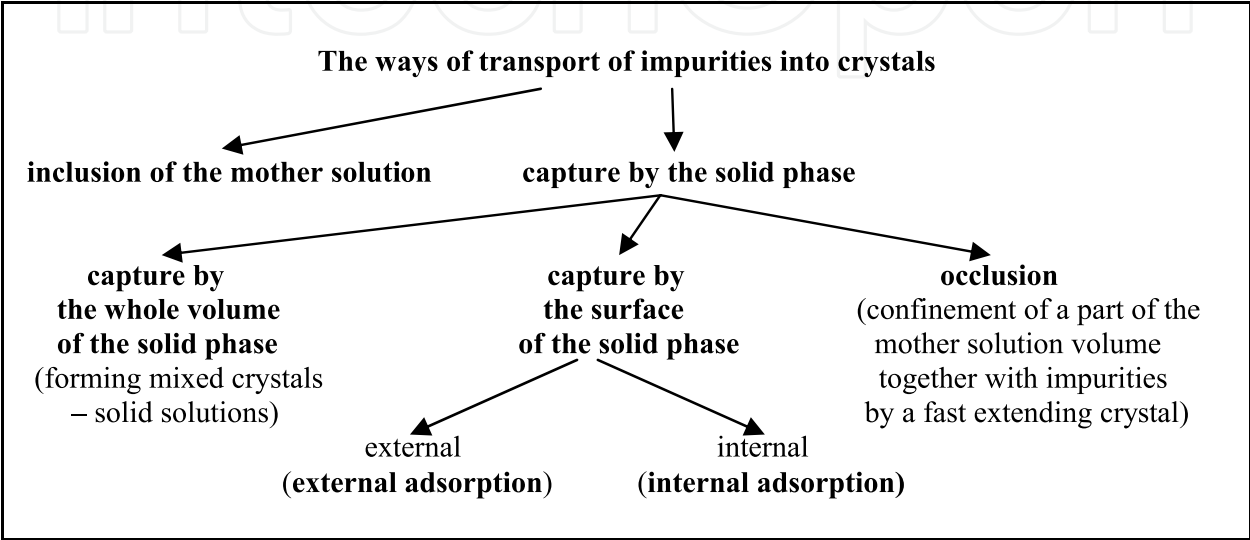 The ways of transport of impurities into crystals
inclusion of the mother solution
capture by the solid phase
capture by
the whole volume
of the solid phase
(forming mixed crystals
– solid solutions)
capture by
the surface
of the solid phase
occlusion
(confinement of a part of the
mother solution volume
together with impurities
by a fast extending crystal)
external
(external adsorption)
internal
(internal adsorption)